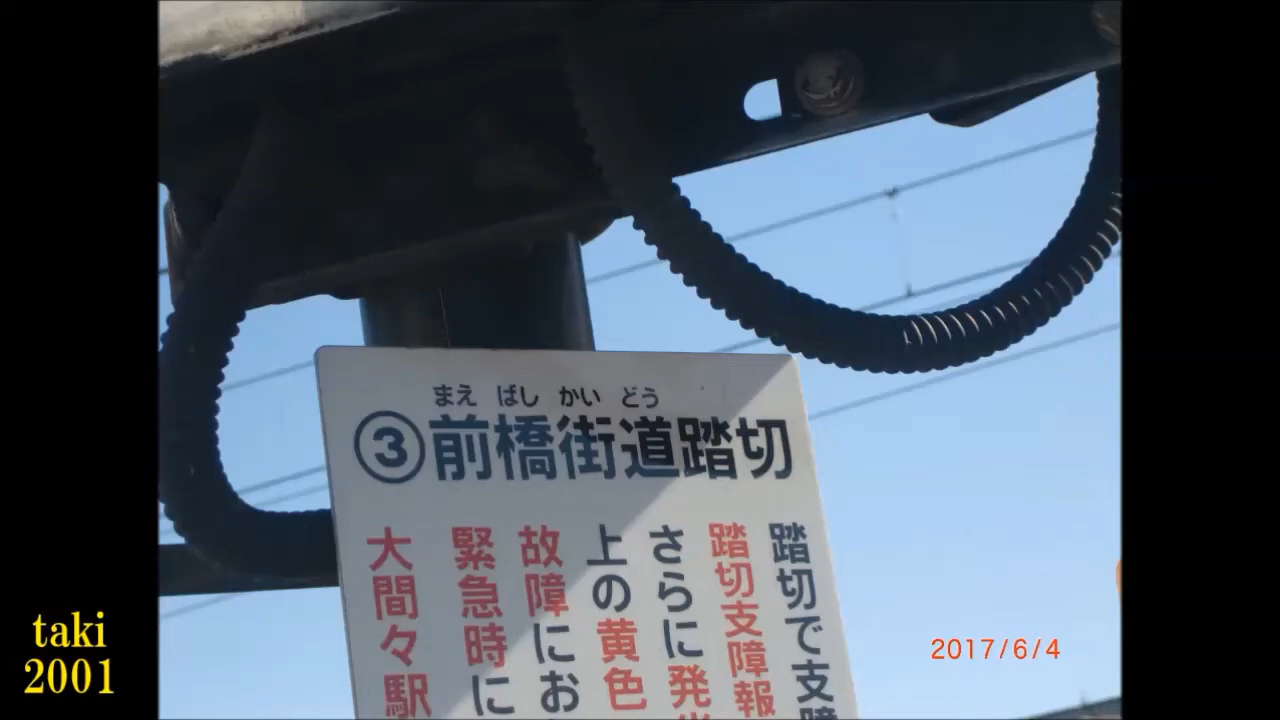 まえ ばし かい どう
③前橋街道踏切
踏切で支障
踏切支障報
さらに発
上の黄色
故障にお
緊急時に
大間々駅
2017/6/4
taki
2001